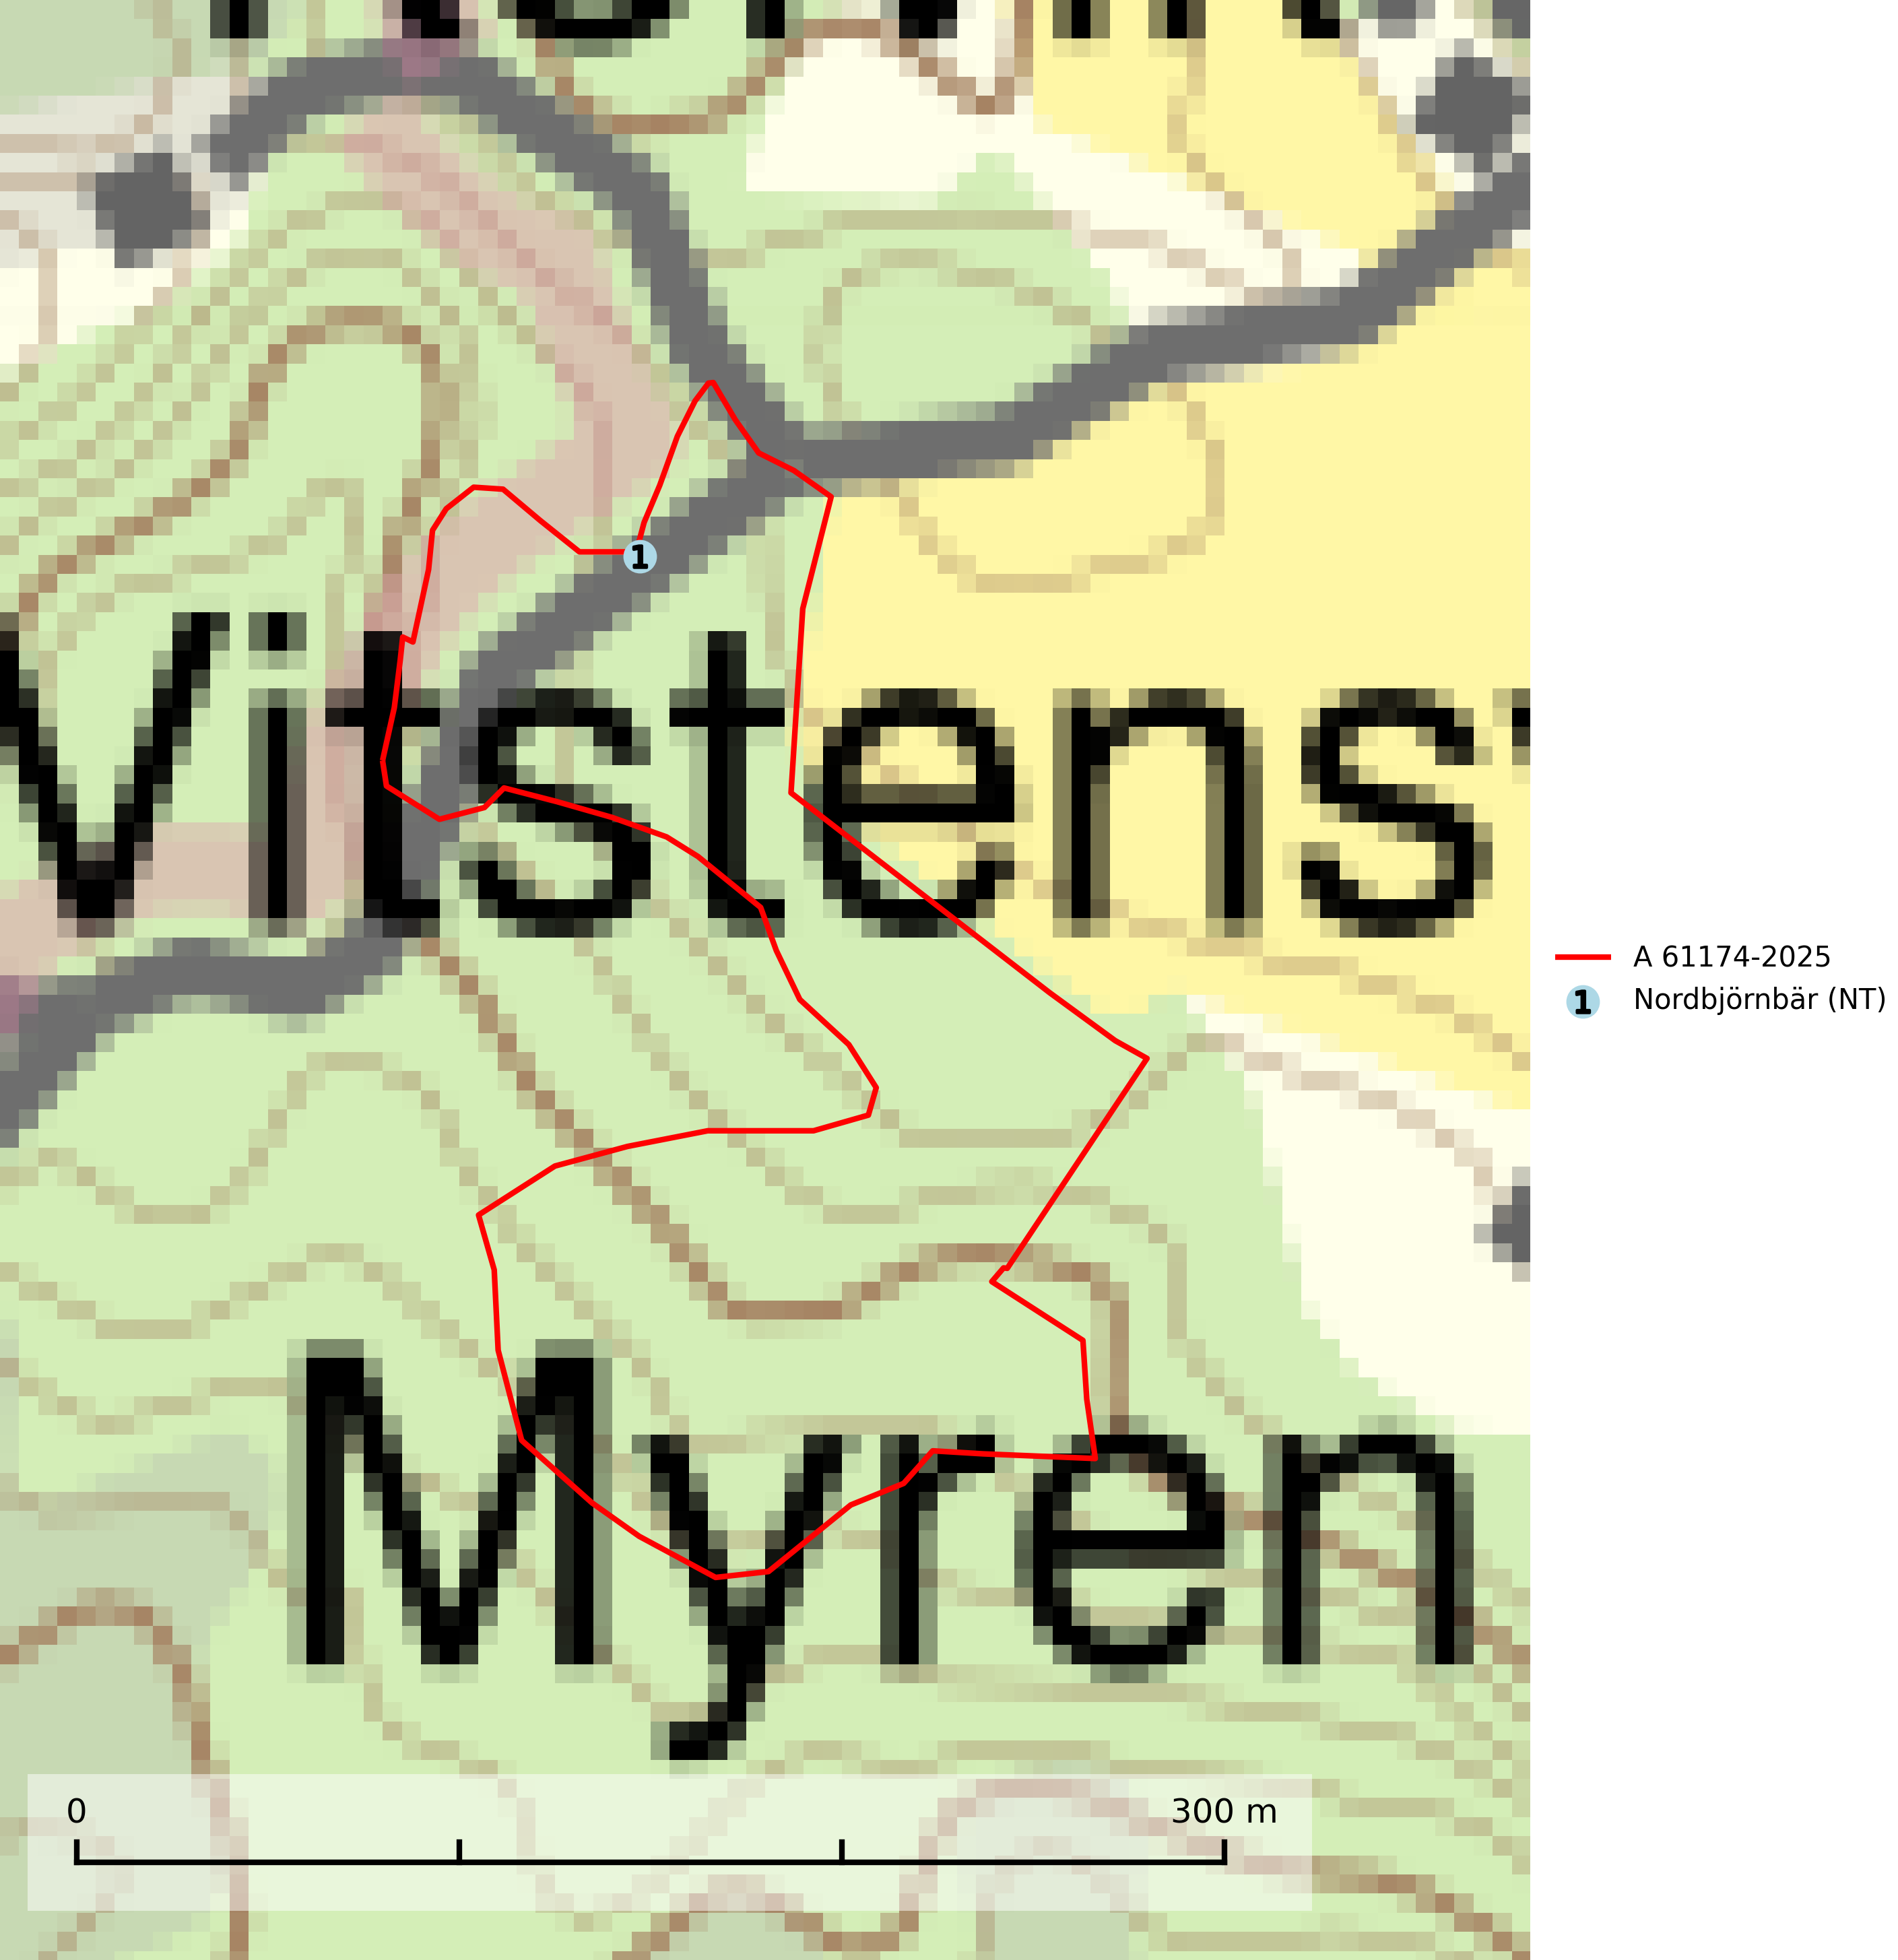 Vitstens
A 61174-2025
1 Nordbjörnbär (NT)
1
Myren
0 300 m